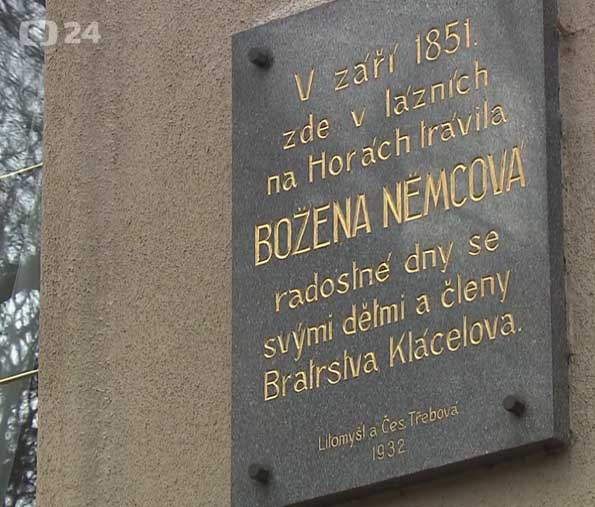 ČT 24
V září 1851.
zde v lázních
na Horách trávila
BOŽENA NĚMCOVÁ
radostné dny se
svými dětmi a členy
Bratrstva Klácelova.
Litomyšl a Čes. Třebová
1932